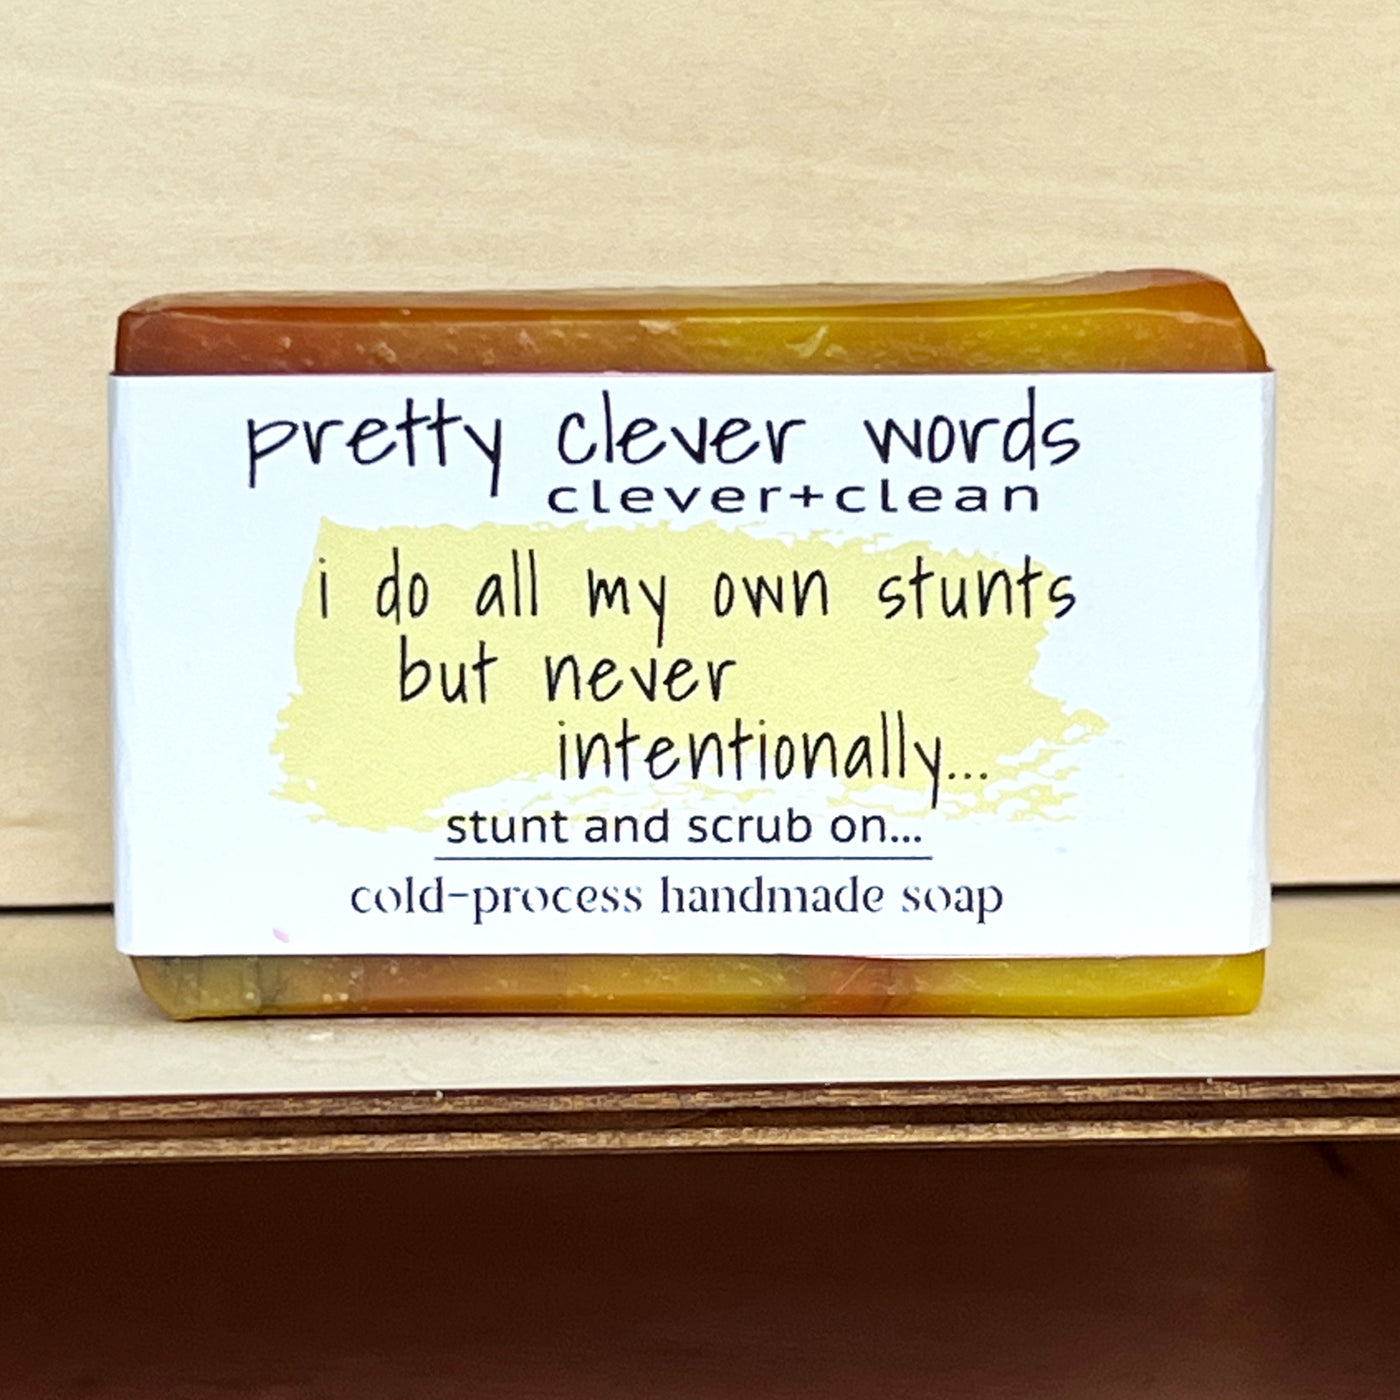 pretty clever words
clever+clean
i do all my own stunts
but never
intentionally...
stunt and scrub on...
cold-process handmade soap